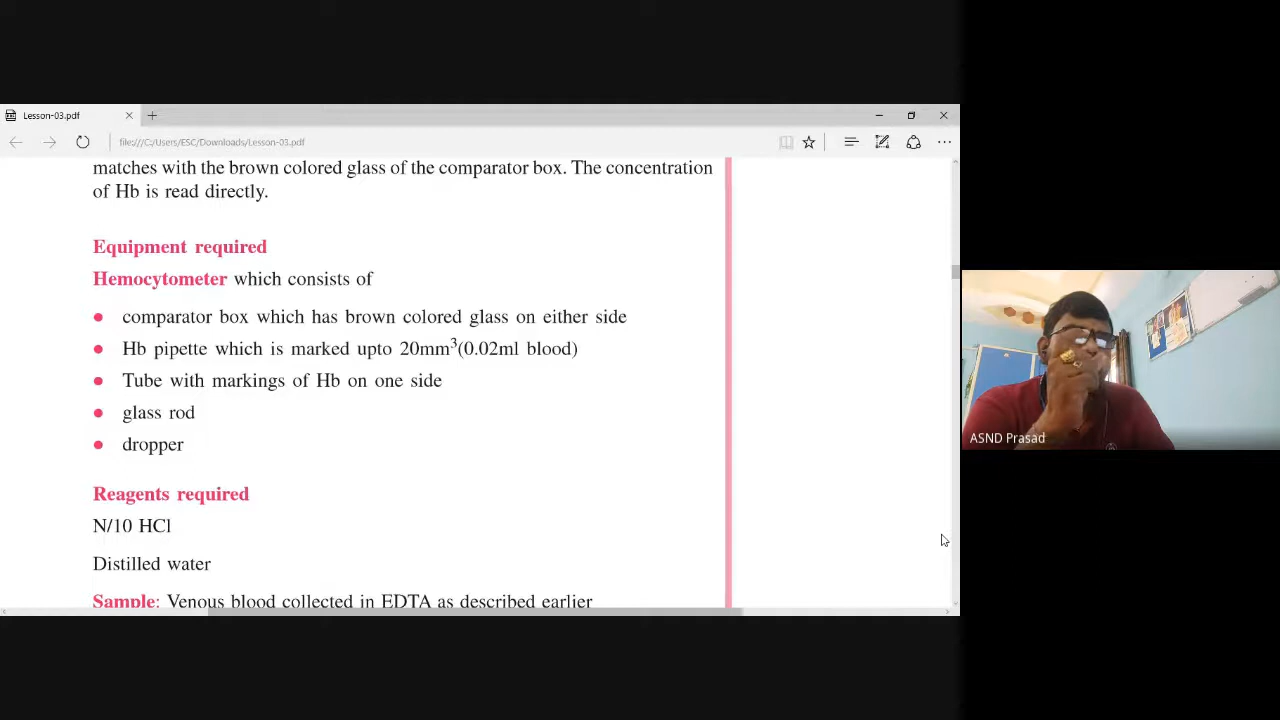 Lesson-03.pdf
file:///C:/Users/ESC/Downloads/Lesson-03.pdf
matches with the brown colored glass of the comparator box. The concentration
of Hb is read directly.
Equipment required
Hemocytometer which consists of
• comparator box which has brown colored glass on either side
• Hb pipette which is marked upto 20mm³(0.02ml blood)
• Tube with markings of Hb on one side
• glass rod
• dropper
Reagents required
N/10 HCl
Distilled water
Sample: Venous blood collected in EDTA as described earlier
ASND Prasad